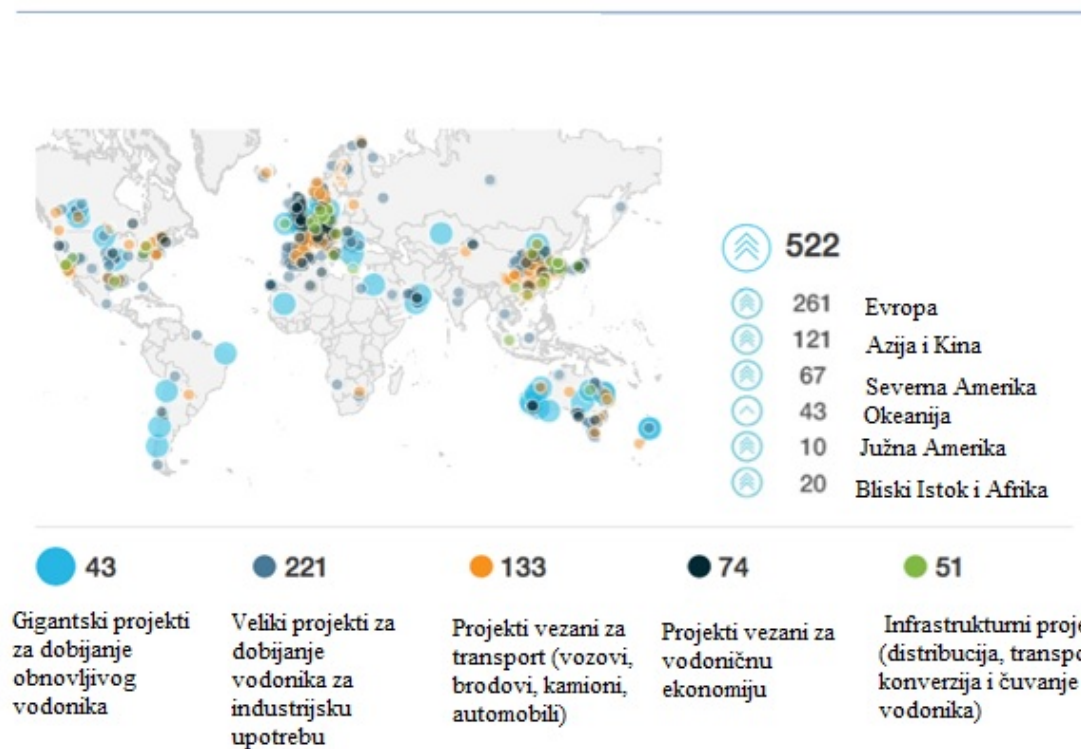 522
261 Evropa
121 Azija i Kina
67 Severna Amerika
43 Okeanija
10 Južna Amerika
20 Bliski Istok i Afrika
43
Gigantski projekti
za dobijanje
obnovljivog
vodonika
221
Veliki projekti za
dobijanje
vodonika za
industrijsku
upotrebu
133
Projekti vezani za
transport (vozovi,
brodovi, kamioni,
automobili)
74
Projekti vezani za
vodoničnu
ekonomiju
51
Infrastrukturni proje
(distribucija, transpo
konverzija i čuvanje
vodonika)